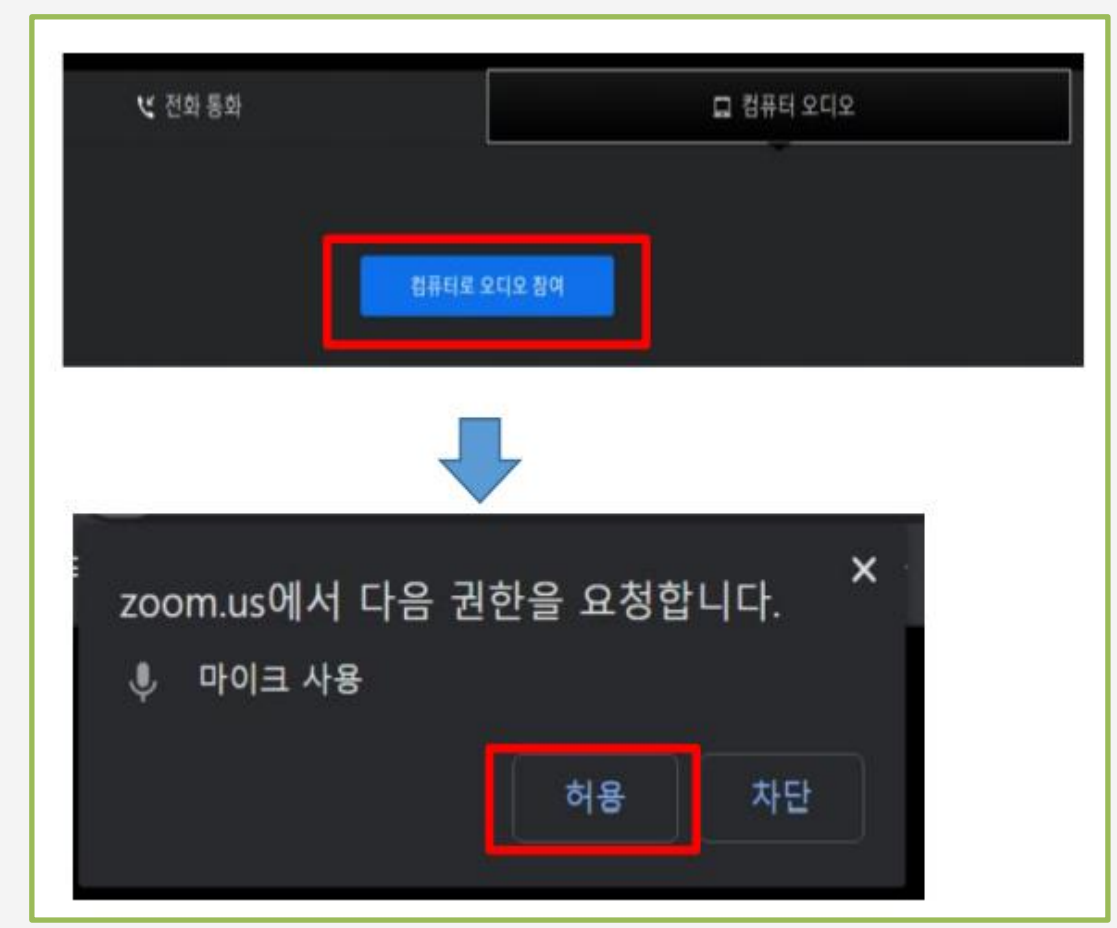 전화 통화
컴퓨터 오디오
컴퓨터로 오디오 참여
zoom.us에서 다음 권한을 요청합니다.
마이크 사용
허용
차단